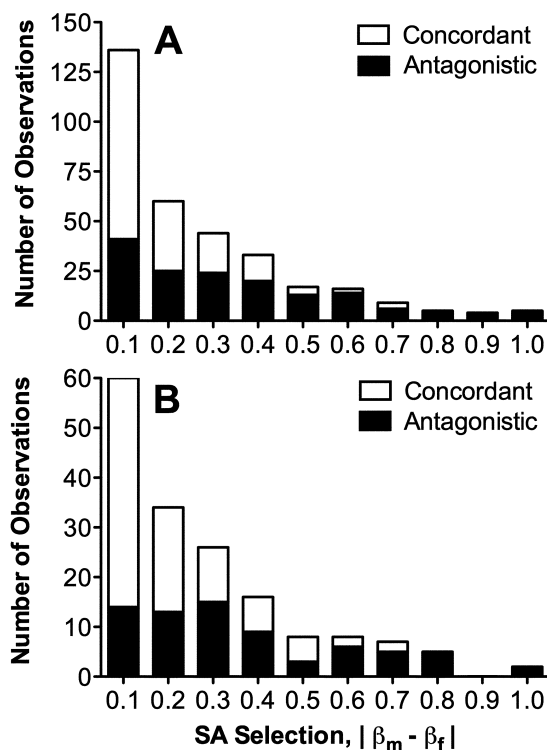 A
Concordant
Antagonistic
Number of Observations
150
125
100
75
50
25
0
0.1 0.2 0.3 0.4 0.5 0.6 0.7 0.8 0.9 1.0
B
Concordant
Antagonistic
Number of Observations
60
50
40
30
20
10
0
0.1 0.2 0.3 0.4 0.5 0.6 0.7 0.8 0.9 1.0
SA Selection, | βm - βf |